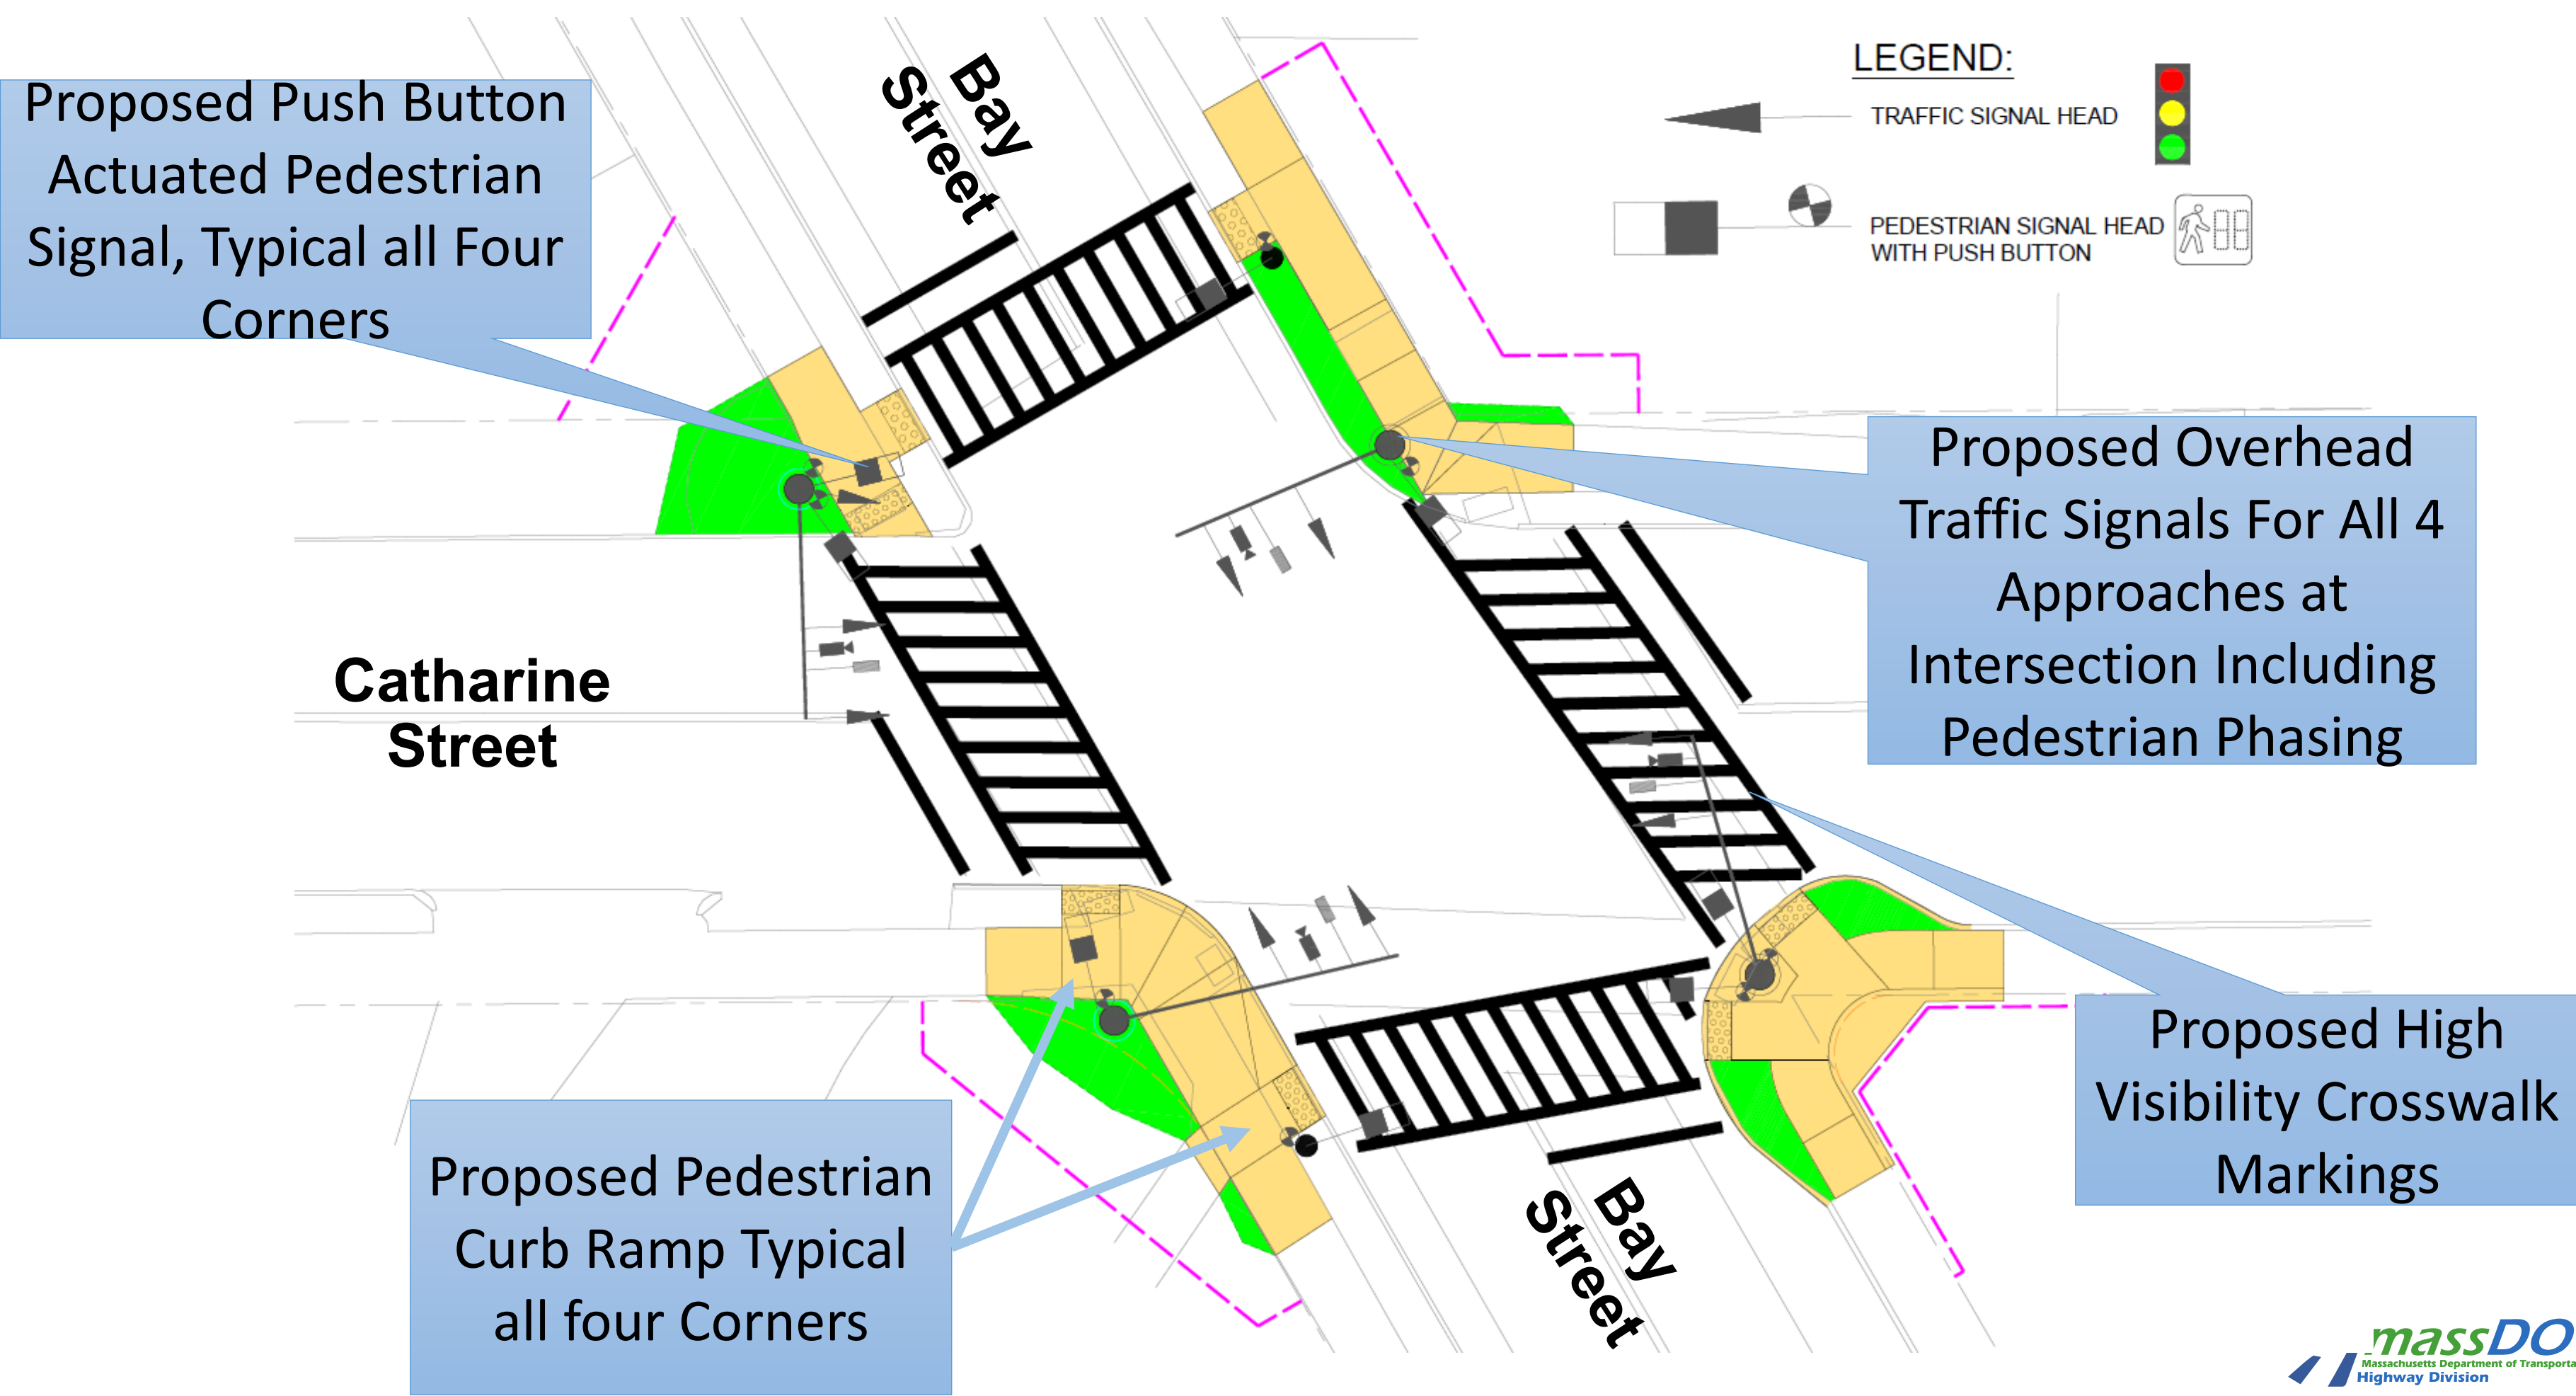 Proposed Push Button
Actuated Pedestrian
Signal, Typical all Four
Corners
Bay
Street
LEGEND:
TRAFFIC SIGNAL HEAD
PEDESTRIAN SIGNAL HEAD
WITH PUSH BUTTON
Proposed Overhead
Traffic Signals For All 4
Approaches at
Intersection Including
Pedestrian Phasing
Catharine
Street
Proposed High
Visibility Crosswalk
Markings
Proposed Pedestrian
Curb Ramp Typical
all four Corners
Bay
Street
massDO
Massachusetts Department of Transporta
Highway Division